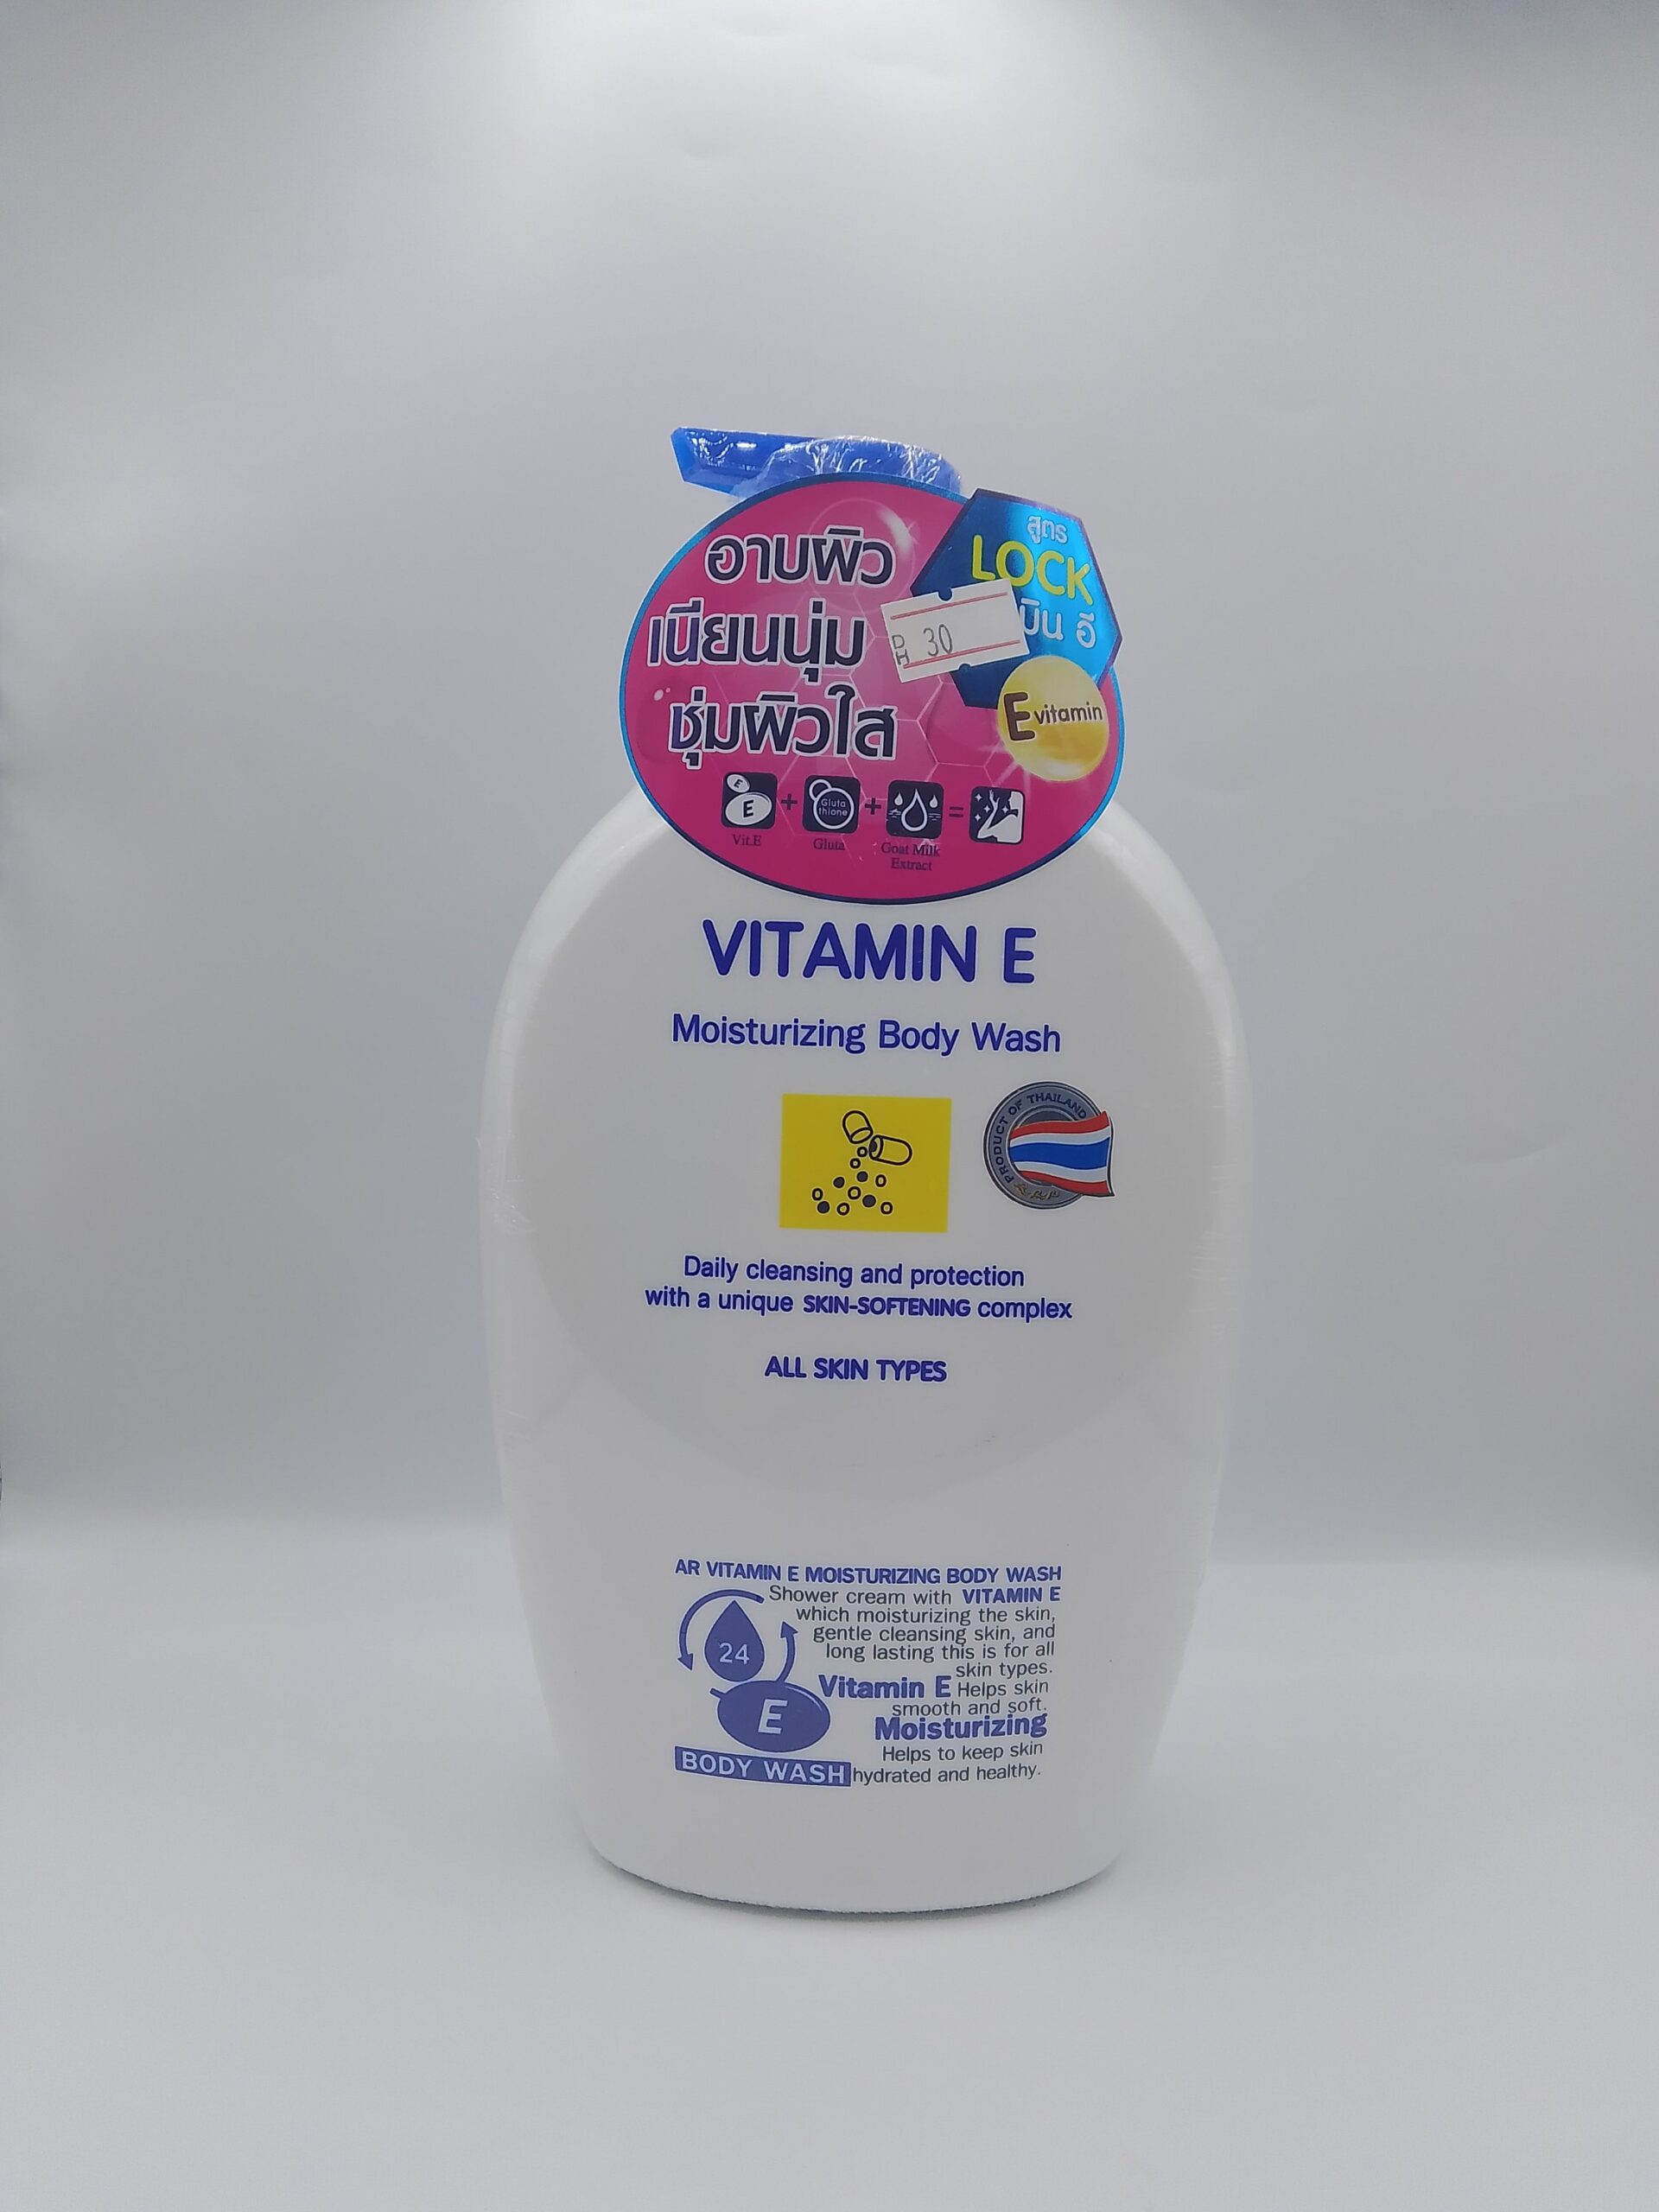 อาบผิว
เนียนนุ่ม
ชุ่มผิวใส
สูตร
LOCK
มิน อี
DH 30
E vitamin
E
E
+
Gluta
thione
+
=
Vit.E
Gluta
Goat Milk
Extract
VITAMIN E
Moisturizing Body Wash
PRODUCT OF THAILAND
Daily cleansing and protection
with a unique SKIN-SOFTENING complex
ALL SKIN TYPES
AR VITAMIN E MOISTURIZING BODY WASH
Shower cream with VITAMIN E
which moisturizing the skin,
gentle cleansing skin, and
long lasting this is for all
skin types.
24
Vitamin E Helps skin
smooth and soft.
E
Moisturizing
Helps to keep skin
hydrated and healthy.
BODY WASH